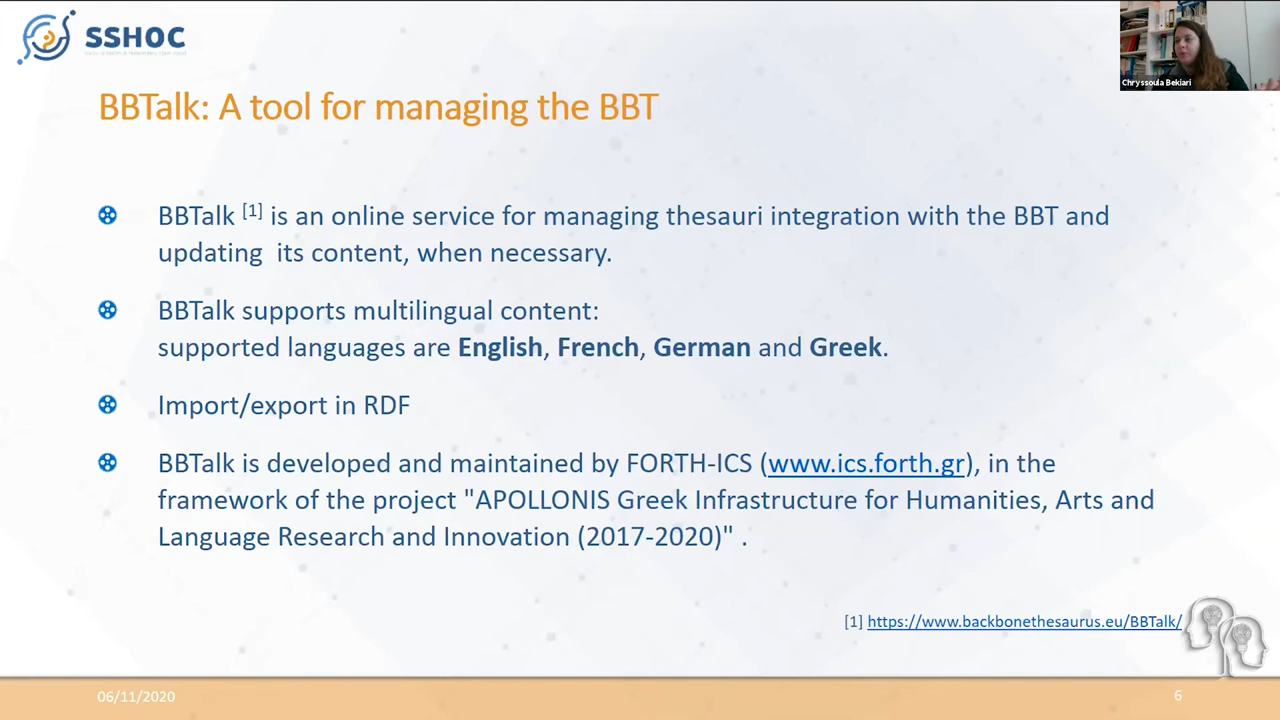 SSHOC
Chryssoula Bekiari
BBTalk: A tool for managing the BBT
BBTalk [1] is an online service for managing thesauri integration with the BBT and
updating its content, when necessary.
BBTalk supports multilingual content:
supported languages are English, French, German and Greek.
Import/export in RDF
BBTalk is developed and maintained by FORTH-ICS (www.ics.forth.gr), in the
framework of the project "APOLLONIS Greek Infrastructure for Humanities, Arts and
Language Research and Innovation (2017-2020)" .
[1] https://www.backbonethesaurus.eu/BBTalk/
06/11/2020
6